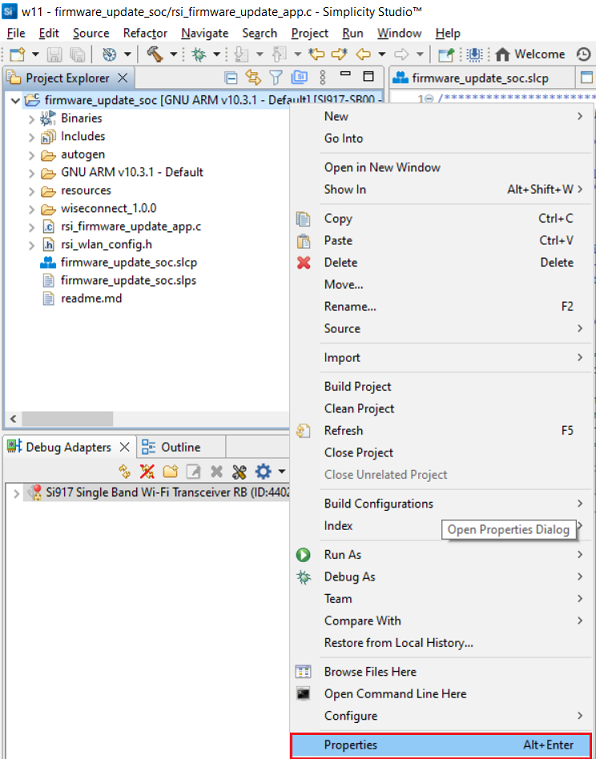 Si w11 - firmware_update_soc/rsi_firmware_update_app.c - Simplicity Studio™
File Edit Source Refactor Navigate Search Project Run Window Help
Welcome
Project Explorer
firmware_update_soc.slcp
firmware_update_soc [GNU ARM v10.3.1 - Default] [SI917-SB00 -
1 /************************
Binaries
Includes
autogen
GNU ARM v10.3.1 - Default
resources
wiseconnect_1.0.0
rsi_firmware_update_app.c
rsi_wlan_config.h
firmware_update_soc.slcp
firmware_update_soc.slps
readme.md
Debug Adapters
Outline
Si917 Single Band Wi-Fi Transceiver RB (ID:4402
New
Go Into
Open in New Window
Show In Alt+Shift+W
Copy Ctrl+C
Paste Ctrl+V
Delete Delete
Move...
Rename... F2
Source
Import
Build Project
Clean Project
Refresh F5
Close Project
Close Unrelated Project
Build Configurations
Index
Open Properties Dialog
Run As
Debug As
Team
Compare With
Restore from Local History...
Browse Files Here
Open Command Line Here
Configure
Properties Alt+Enter